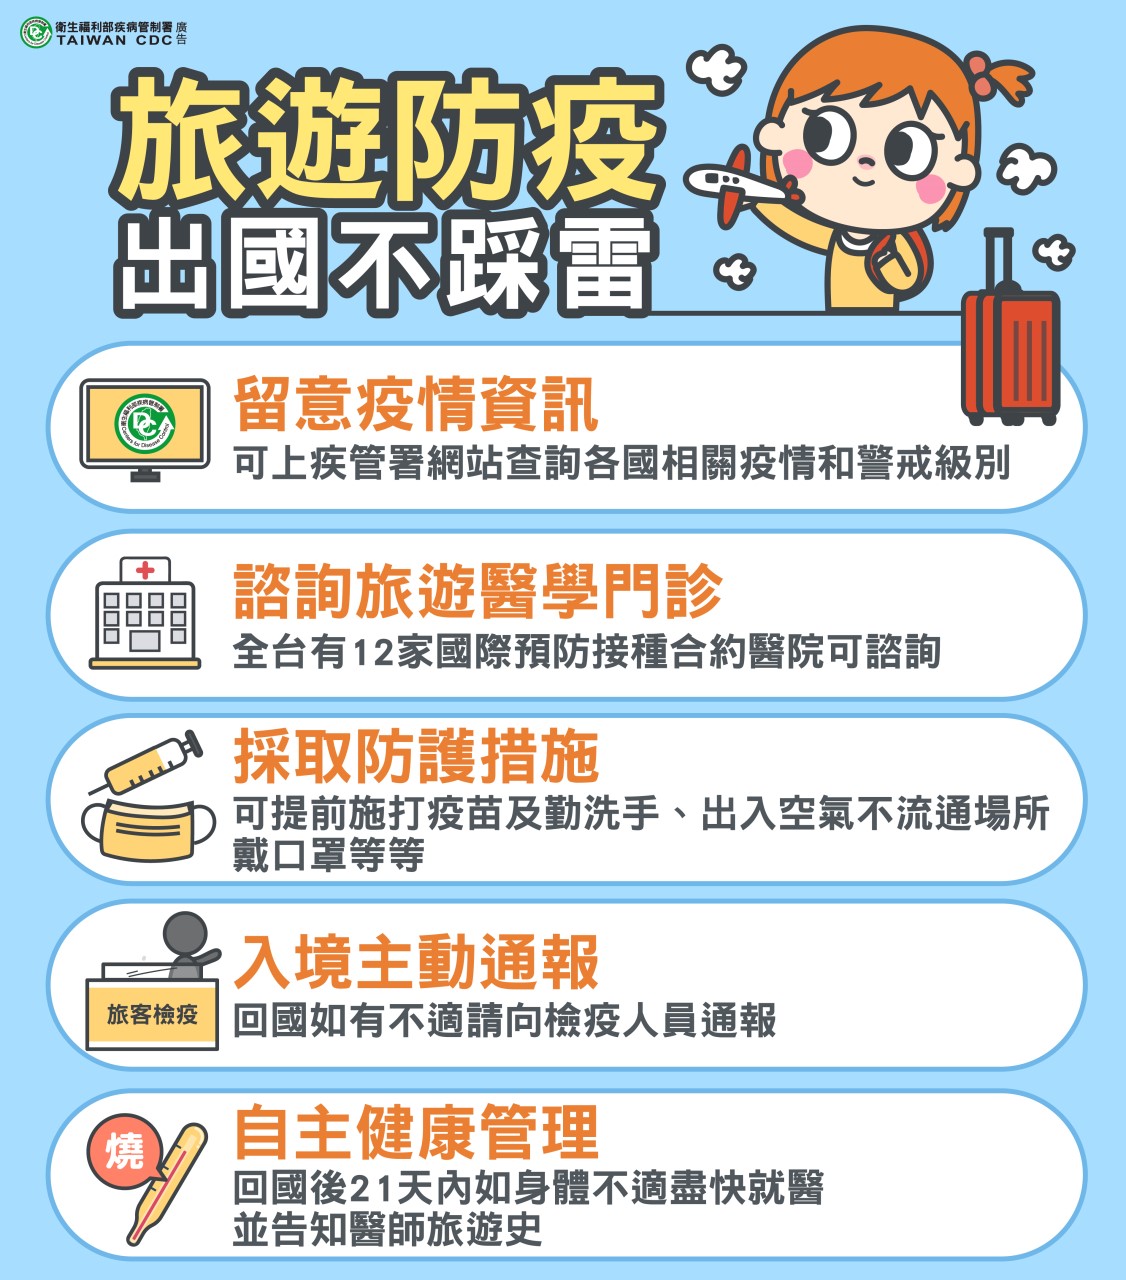 衛生福利部疾病管制署 廣告
TAIWAN CDC
旅遊防疫
出國不踩雷
留意疫情資訊
可上疾管署網站查詢各國相關疫情和警戒級別
諮詢旅遊醫學門診
全台有12家國際預防接種合約醫院可諮詢
採取防護措施
可提前施打疫苗及勤洗手、出入空氣不流通場所
戴口罩等等
入境主動通報
旅客檢疫
回國如有不適請向檢疫人員通報
自主健康管理
燒
回國後21天內如身體不適盡快就醫
並告知醫師旅遊史